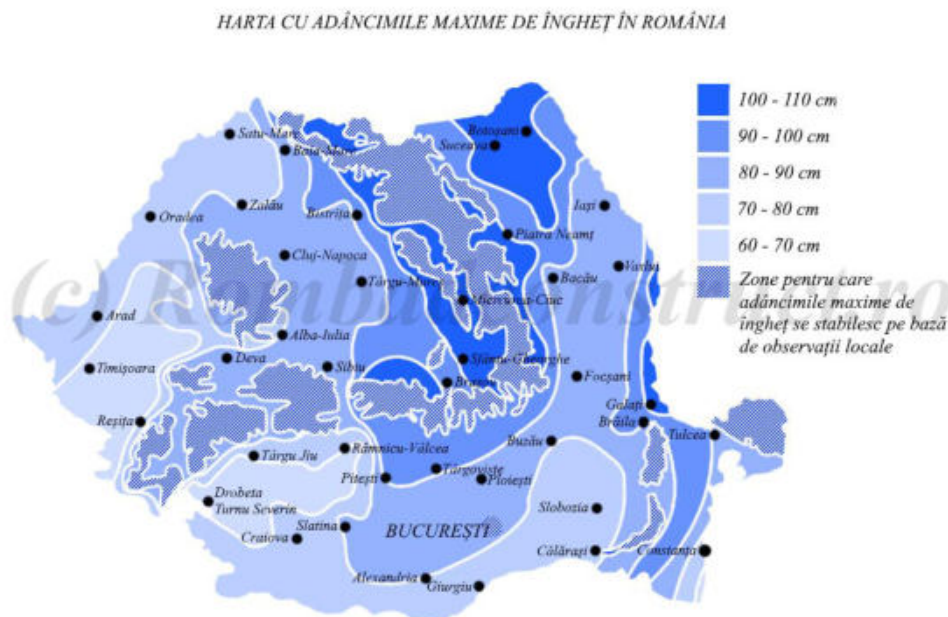 HARTA CU ADÂNCIMILE MAXIME DE ÎNGHEȚ ÎN ROMÂNIA
100 - 110 cm
90 - 100 cm
80 - 90 cm
70 - 80 cm
60 - 70 cm
Zone pentru care
adâncimile maxime de
îngheț se stabilesc pe bază
de observații locale
Satu-Mare
Baia-Mare
Botoșani
Suceava
Zalău
Oradea
Bistrița
Iași
Piatra Neamț
Cluj-Napoca
Târgu-Mureș
Bacău
Vaslui
Miercurea-Ciuc
Arad
Alba-Iulia
Deva
Sibiu
Sfântu-Gheorghe
Brașov
Timișoara
Focșani
Reșița
Galați
Brăila
Tulcea
Târgu Jiu
Râmnicu-Vâlcea
Buzău
Pitești
Târgoviște
Ploiești
Drobeta
Turnu Severin
Slobozia
Slatina
BUCUREȘTI
Craiova
Călărași
Constanța
Alexandria
Giurgiu